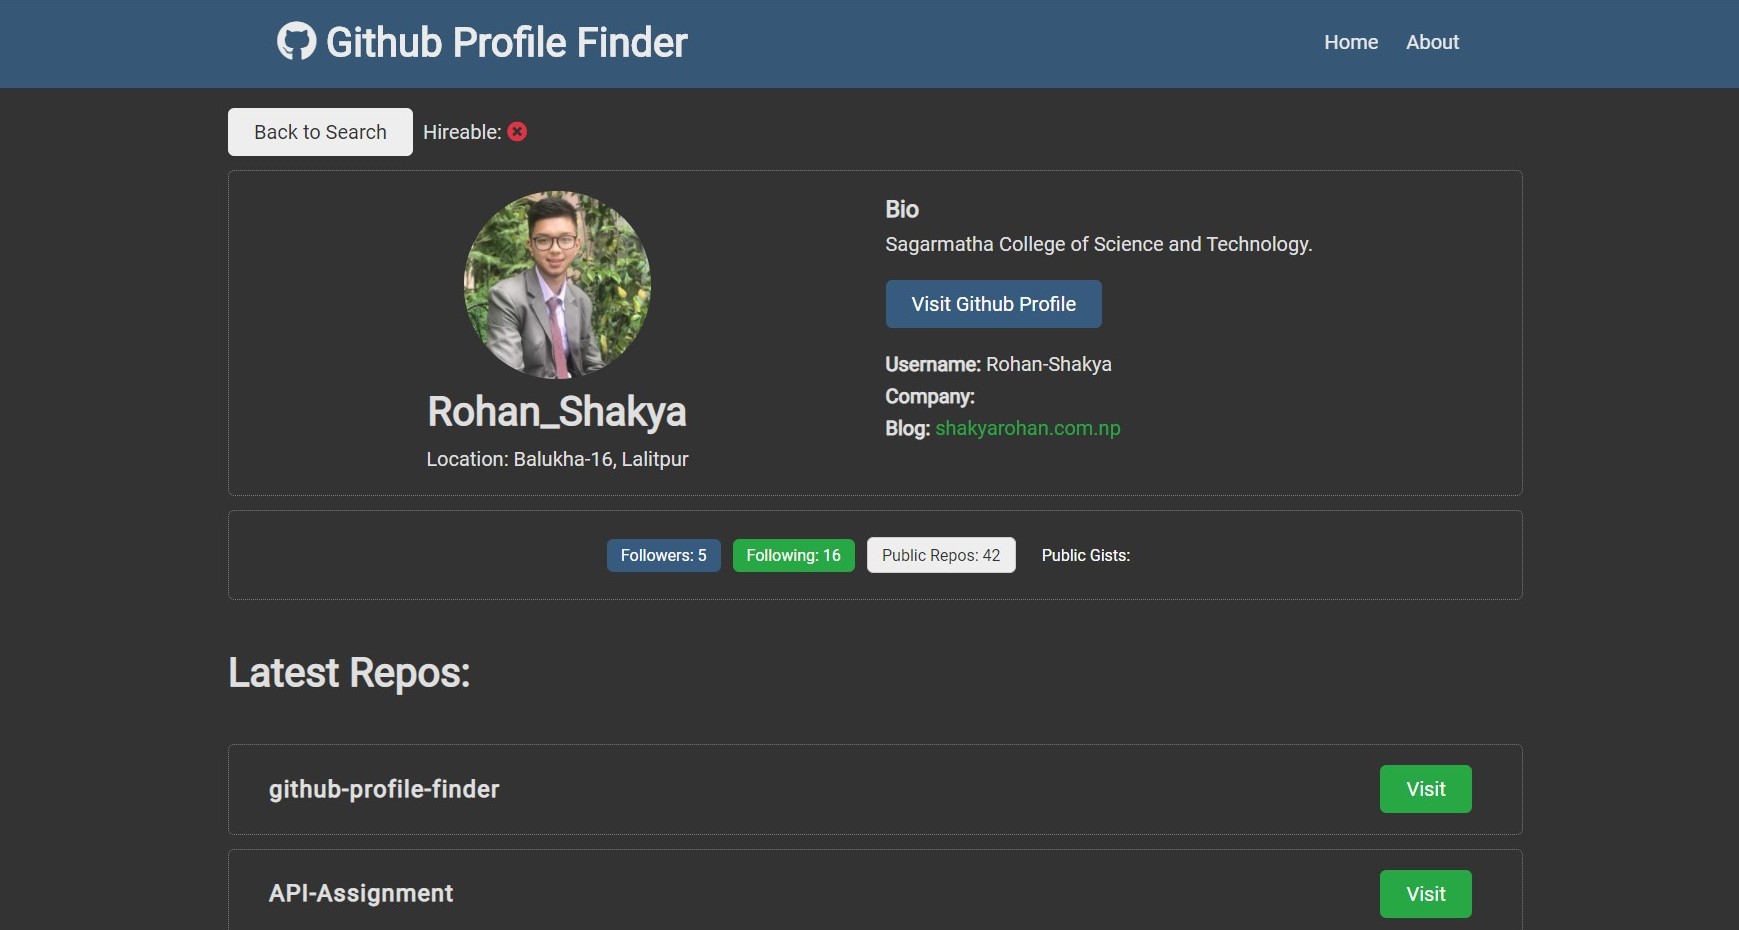 Github Profile Finder
Home About
Back to Search Hireable:
Bio
Sagarmatha College of Science and Technology.
Visit Github Profile
Username: Rohan-Shakya
Company:
Blog: shakyarohan.com.np
Rohan_Shakya
Location: Balukha-16, Lalitpur
Followers: 5 Following: 16 Public Repos: 42 Public Gists:
Latest Repos:
github-profile-finder Visit
API-Assignment Visit